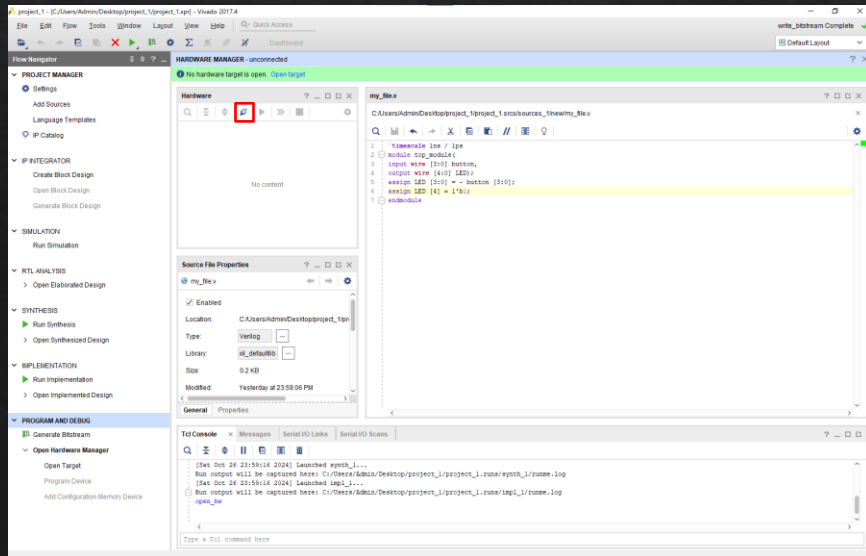 project_1 - [C:/Users/Admin/Desktop/project_1/project_1.xpr] - Vivado 2017.4
File Edit Flow Tools Window Layout View Help Q- Quick Access
write_bitstream Complete
Dashboard
Default Layout
Flow Navigator
HARDWARE MANAGER - unconnected
No hardware target is open. Open target
PROJECT MANAGER
Settings
Add Sources
Language Templates
IP Catalog
IP INTEGRATOR
Create Block Design
Open Block Design
Generate Block Design
SIMULATION
Run Simulation
RTL ANALYSIS
Open Elaborated Design
SYNTHESIS
Run Synthesis
Open Synthesized Design
IMPLEMENTATION
Run Implementation
Open Implemented Design
PROGRAM AND DEBUG
Generate Bitstream
Open Hardware Manager
Open Target
Program Device
Add Configuration Memory Device
Hardware
No content
Source File Properties
my_file.v
Enabled
Location: C:/Users/Admin/Desktop/project_1/pr
Type: Verilog ...
Library: xil_defaultlib ...
Size: 0.2 KB
Modified: Yesterday at 23:59:06 PM
General Properties
my_file.v
C:/Users/Admin/Desktop/project_1/project_1.srcs/sources_1/new/my_file.v
1 `timescale 1ns / 1ps
2 module top_module(
3 input wire [3:0] button,
4 output wire [4:0] LED);
5 assign LED [3:0] = ~ button [3:0];
6 assign LED [4] = 1'b1;
7 endmodule
Tcl Console Messages Serial I/O Links Serial I/O Scans
[Sat Oct 26 23:59:16 2024] Launched synth_1...
Run output will be captured here: C:/Users/Admin/Desktop/project_1/project_1.runs/synth_1/runme.log
[Sat Oct 26 23:59:16 2024] Launched impl_1...
Run output will be captured here: C:/Users/Admin/Desktop/project_1/project_1.runs/impl_1/runme.log
open_hw
Type a Tcl command here